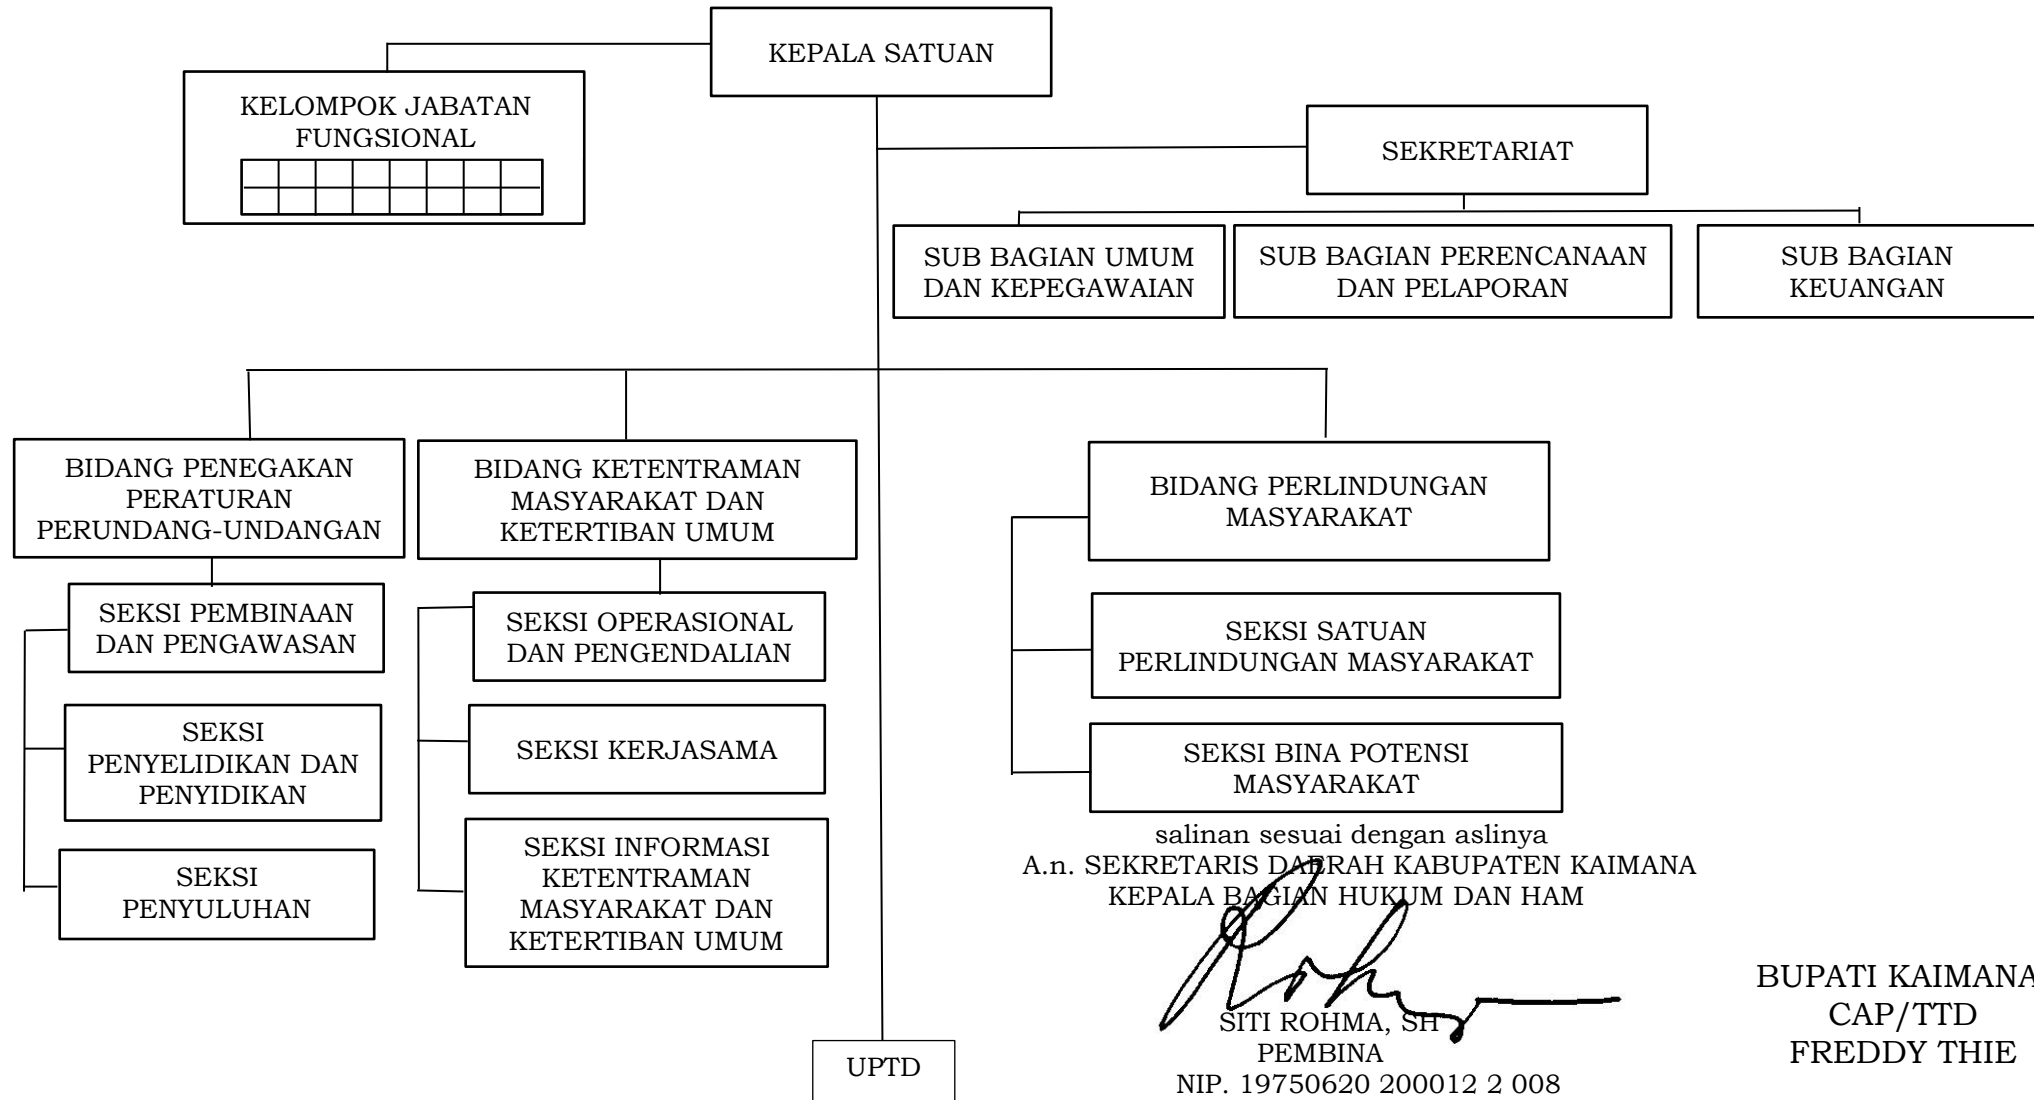 KEPALA SATUAN
KELOMPOK JABATAN
FUNGSIONAL
SEKRETARIAT
SUB BAGIAN UMUM
DAN KEPEGAWAIAN
SUB BAGIAN PERENCANAAN
DAN PELAPORAN
SUB BAGIAN
KEUANGAN
BIDANG PENEGAKAN
PERATURAN
PERUNDANG-UNDANGAN
BIDANG KETENTRAMAN
MASYARAKAT DAN
KETERTIBAN UMUM
BIDANG PERLINDUNGAN
MASYARAKAT
SEKSI PEMBINAAN
DAN PENGAWASAN
SEKSI
PENYELIDIKAN DAN
PENYIDIKAN
SEKSI
PENYULUHAN
SEKSI OPERASIONAL
DAN PENGENDALIAN
SEKSI KERJASAMA
SEKSI INFORMASI
KETENTRAMAN
MASYARAKAT DAN
KETERTIBAN UMUM
SEKSI SATUAN
PERLINDUNGAN MASYARAKAT
SEKSI BINA POTENSI
MASYARAKAT
UPTD
salinan sesuai dengan aslinya
A.n. SEKRETARIS DAERAH KABUPATEN KAIMANA
KEPALA BAGIAN HUKUM DAN HAM
SITI ROHMA, SH
PEMBINA
NIP. 19750620 200012 2 008
BUPATI KAIMANA
CAP/TTD
FREDDY THIE